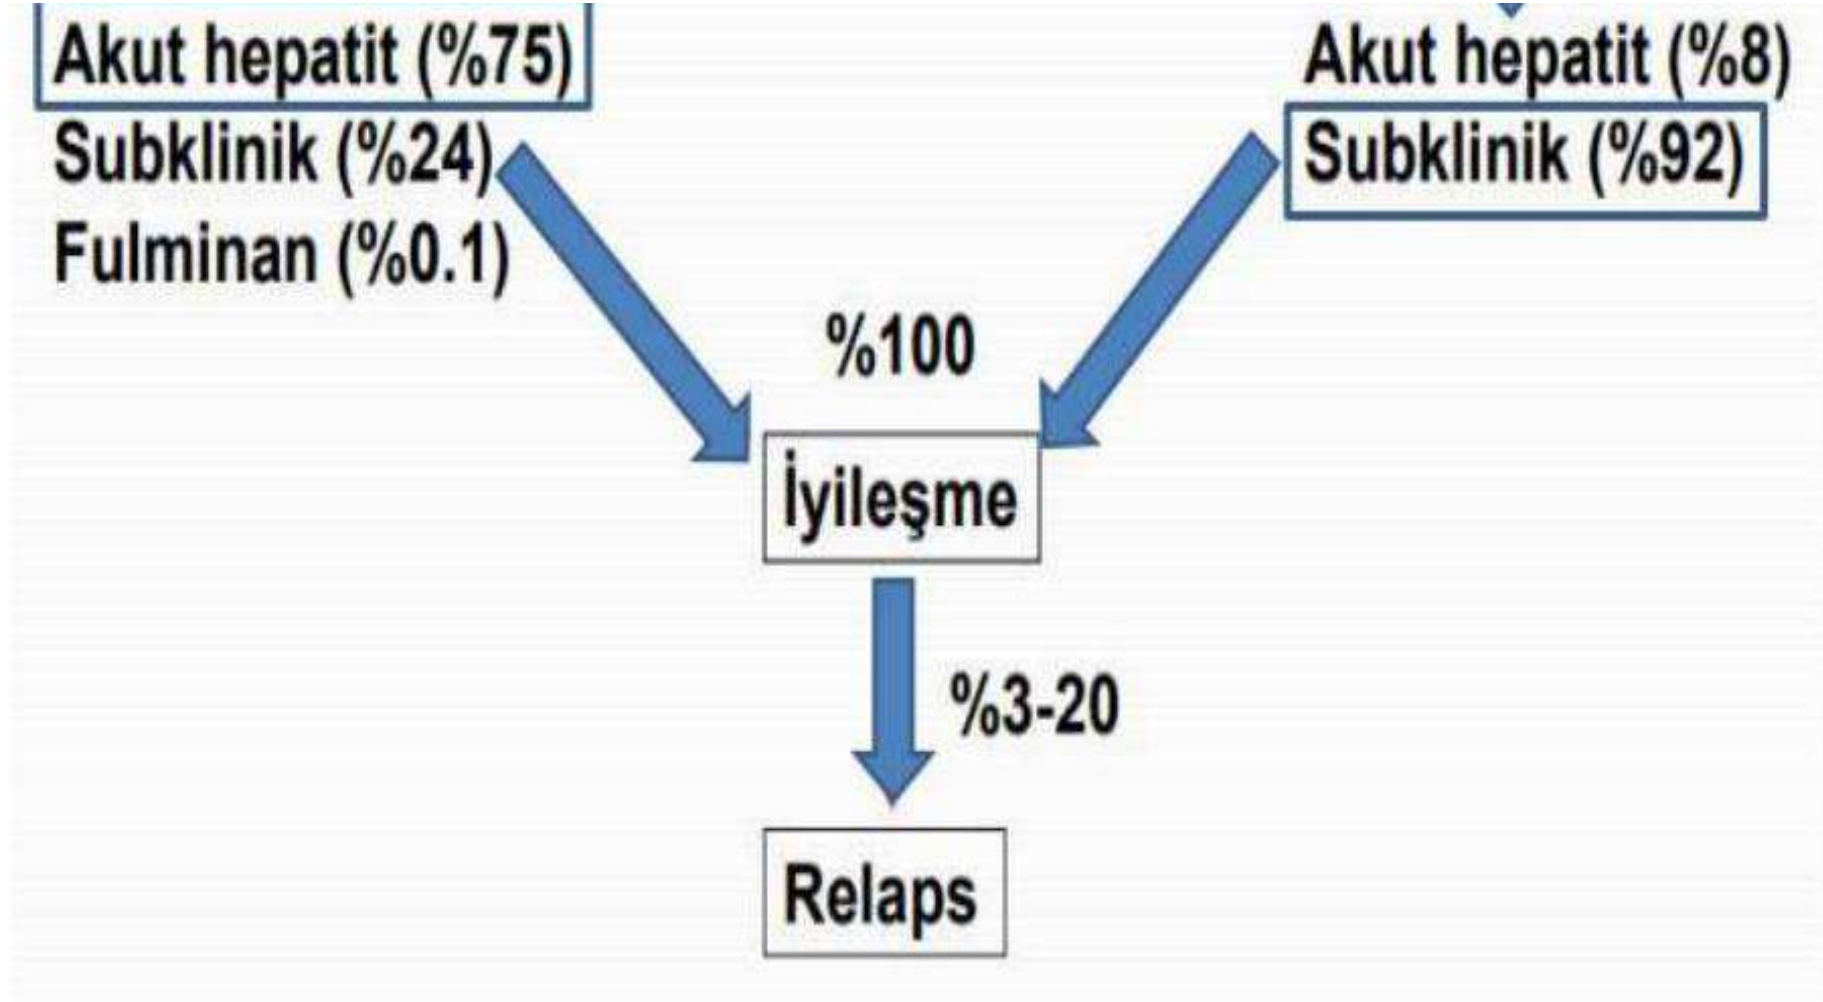 Akut hepatit (%75)
Subklinik (%24)
Fulminan (%0.1)
Akut hepatit (%8)
Subklinik (%92)
%100
İyileşme
%3-20
Relaps